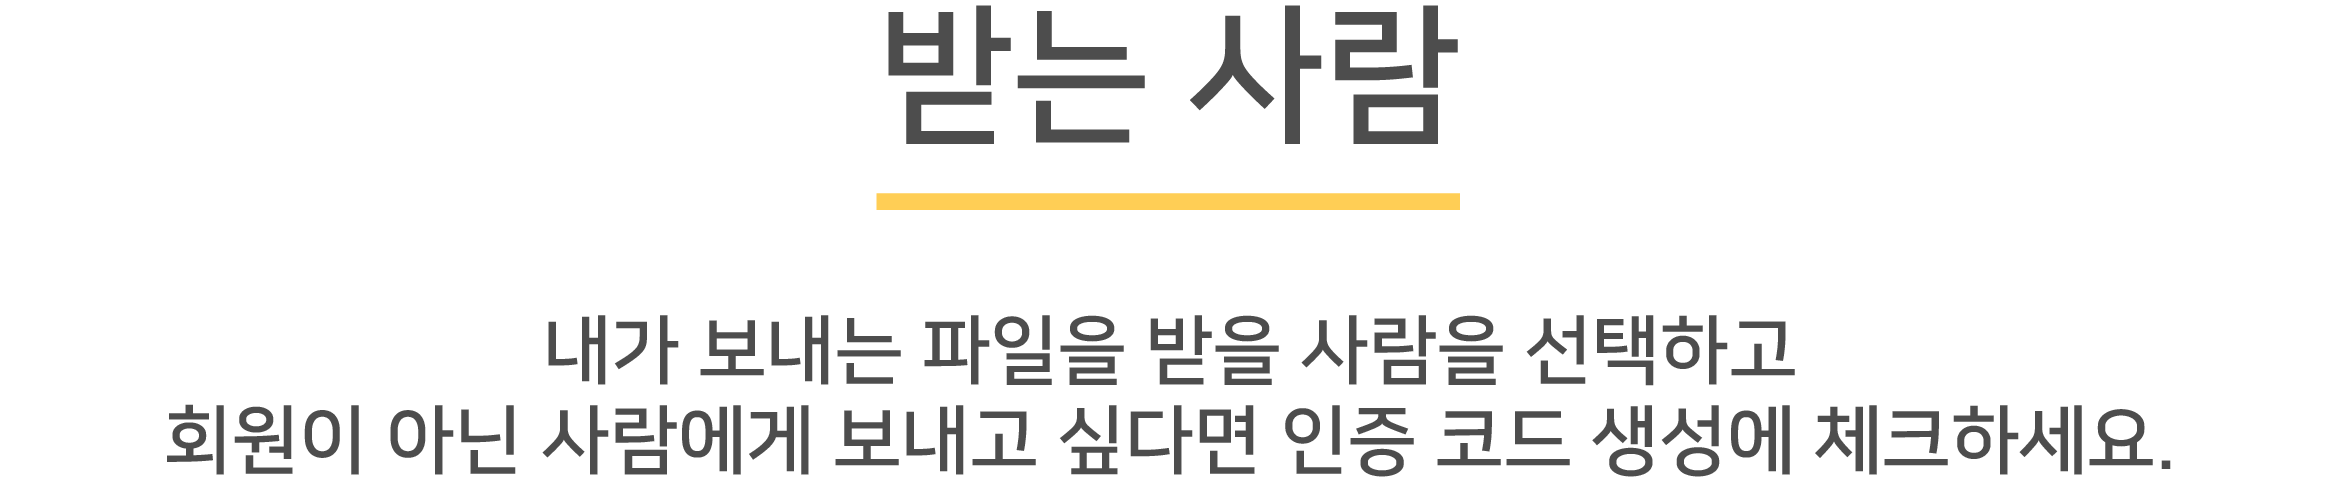 받는 사람
내가 보내는 파일을 받을 사람을 선택하고
회원이 아닌 사람에게 보내고 싶다면 인증 코드 생성에 체크하세요.